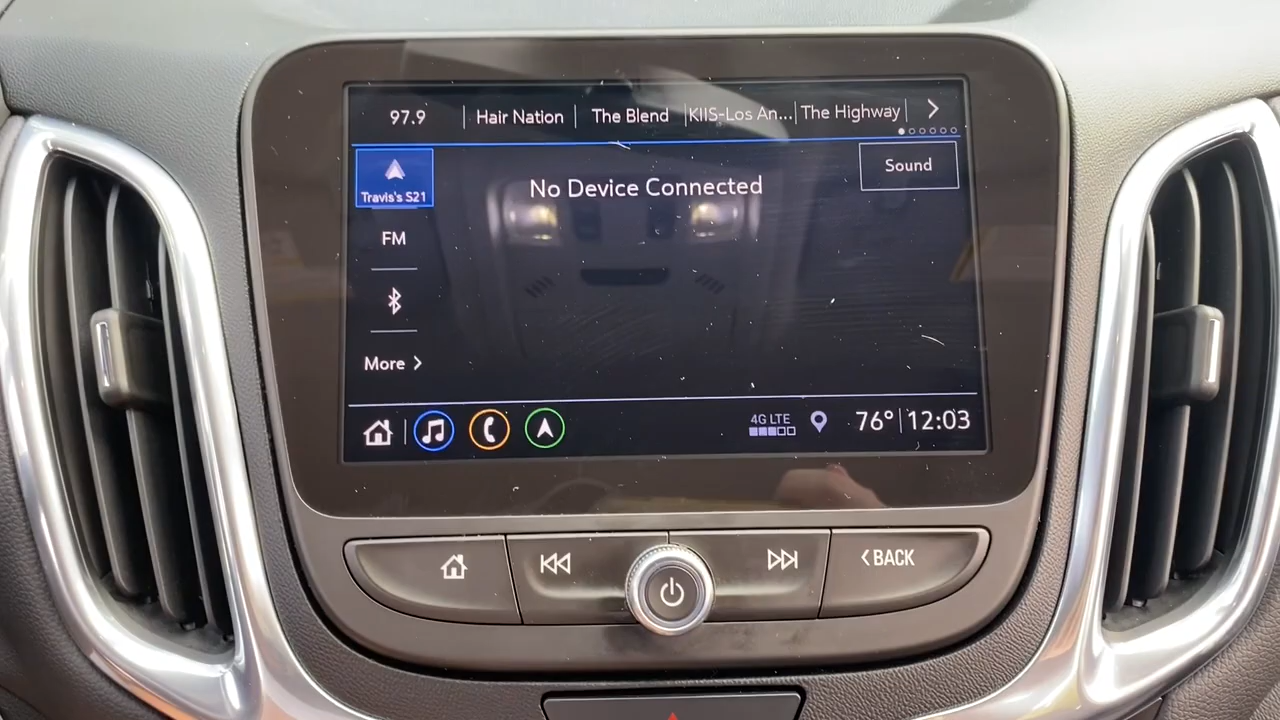 97.9 Hair Nation The Blend KIIS-Los An... The Highway
Travis's S21
No Device Connected
Sound
FM
More
4G LTE
76° 12:03
BACK